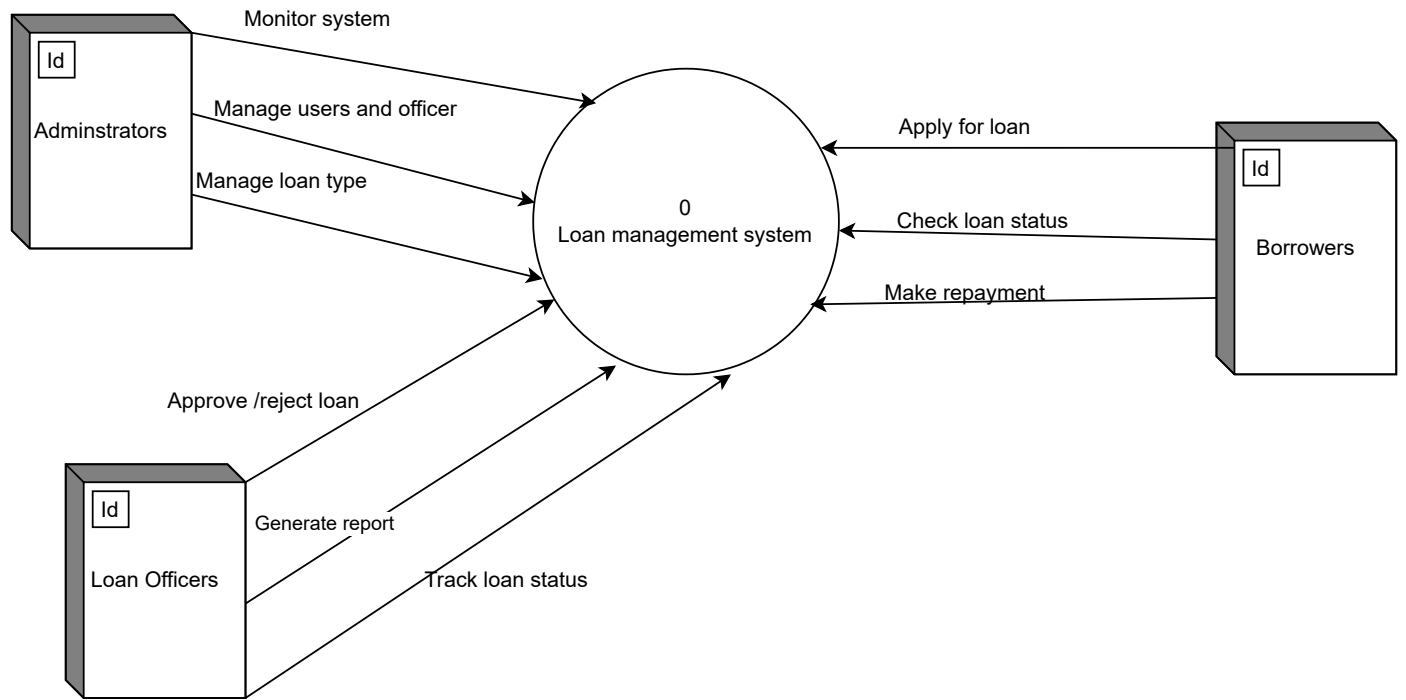 Monitor system
Id
Adminstrators
Manage users and officer
Manage loan type
0
Loan management system
Apply for loan
Id
Check loan status
Borrowers
Make repayment
Approve /reject loan
Id
Generate report
Loan Officers
Track loan status